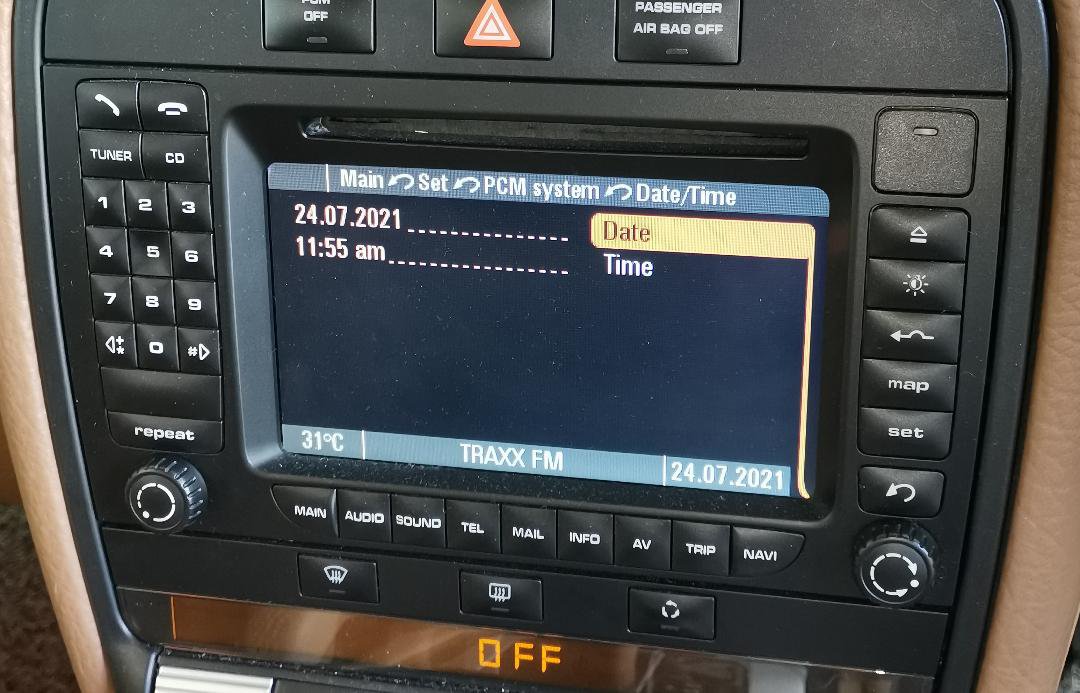 OFF
PASSENGER
AIR BAG OFF
TUNER CD
1 2 3
4 5 6
7 8 9
* 0 #
repeat
Main Set PCM system Date/Time
24.07.2021 Date
11:55 am Time
31°C TRAXX FM 24.07.2021
map
set
MAIN AUDIO SOUND TEL MAIL INFO AV TRIP NAVI
OFF